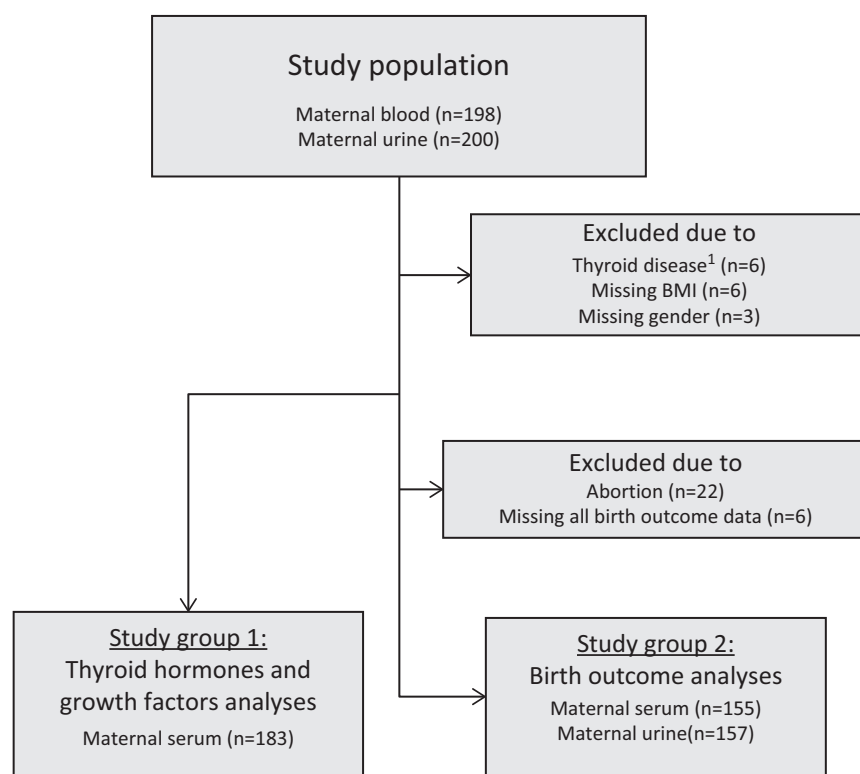 Study population
Maternal blood (n=198)
Maternal urine (n=200)
Excluded due to
Thyroid disease¹ (n=6)
Missing BMI (n=6)
Missing gender (n=3)
Excluded due to
Abortion (n=22)
Missing all birth outcome data (n=6)
Study group 1:
Thyroid hormones and
growth factors analyses
Maternal serum (n=183)
Study group 2:
Birth outcome analyses
Maternal serum (n=155)
Maternal urine(n=157)